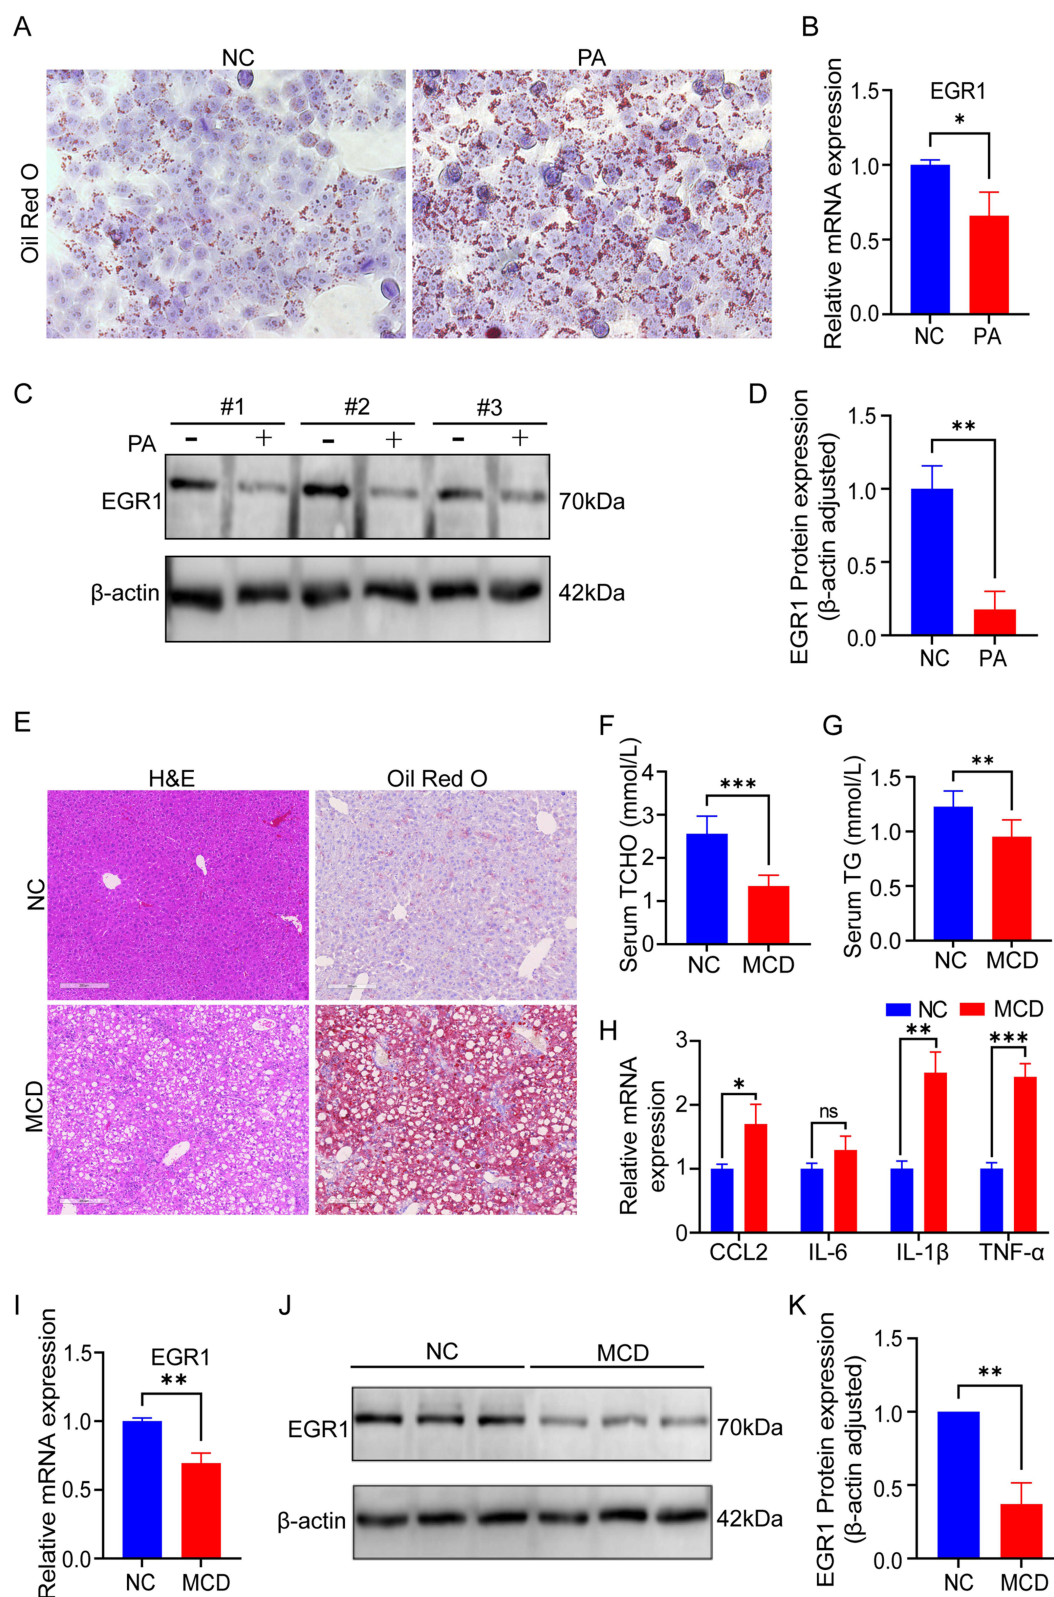 A
NC
PA
Oil Red O
B
EGR1
*
Relative mRNA expression
1.5
1.0
0.5
0.0
NC
PA
C
#1
#2
#3
PA
- + - + - +
EGR1
70kDa
β-actin
42kDa
D
EGR1 Protein expression
(β-actin adjusted)
1.5
1.0
0.5
0.0
**
NC
PA
E
H&E
Oil Red O
NC
MCD
F
Serum TCHO (mmol/L)
4
3
2
1
0
***
NC
MCD
G
Serum TG (mmol/L)
1.5
1.0
0.5
0.0
**
NC
MCD
H
NC
MCD
Relative mRNA
expression
3
2
1
0
*
ns
**
***
CCL2
IL-6
IL-1β
TNF-α
I
Relative mRNA expression
EGR1
**
1.5
1.0
0.5
0.0
NC
MCD
J
NC
MCD
EGR1
70kDa
β-actin
42kDa
K
EGR1 Protein expression
(β-actin adjusted)
1.5
1.0
0.5
0.0
**
NC
MCD